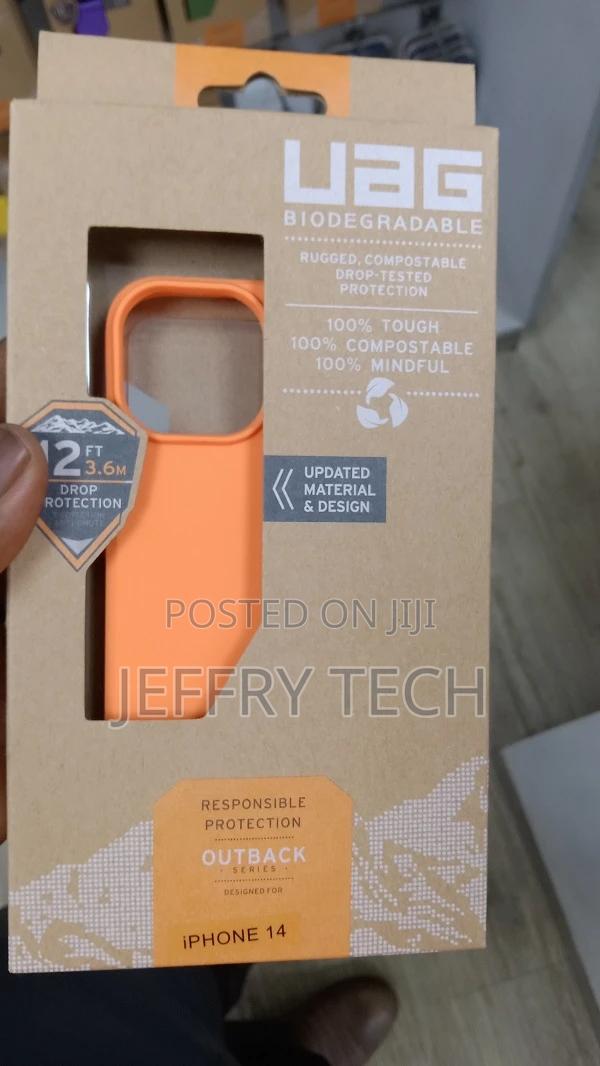 UAG
BIODEGRADABLE
RUGGED, COMPOSTABLE
DROP-TESTED
PROTECTION
100% TOUGH
100% COMPOSTABLE
100% MINDFUL
12 FT
3.6M
DROP
ROTECTION
UPDATED
MATERIAL
& DESIGN
POSTED ON JIJI
JEFFRY TECH
RESPONSIBLE
PROTECTION
OUTBACK
· SERIES ·
DESIGNED FOR
iPHONE 14